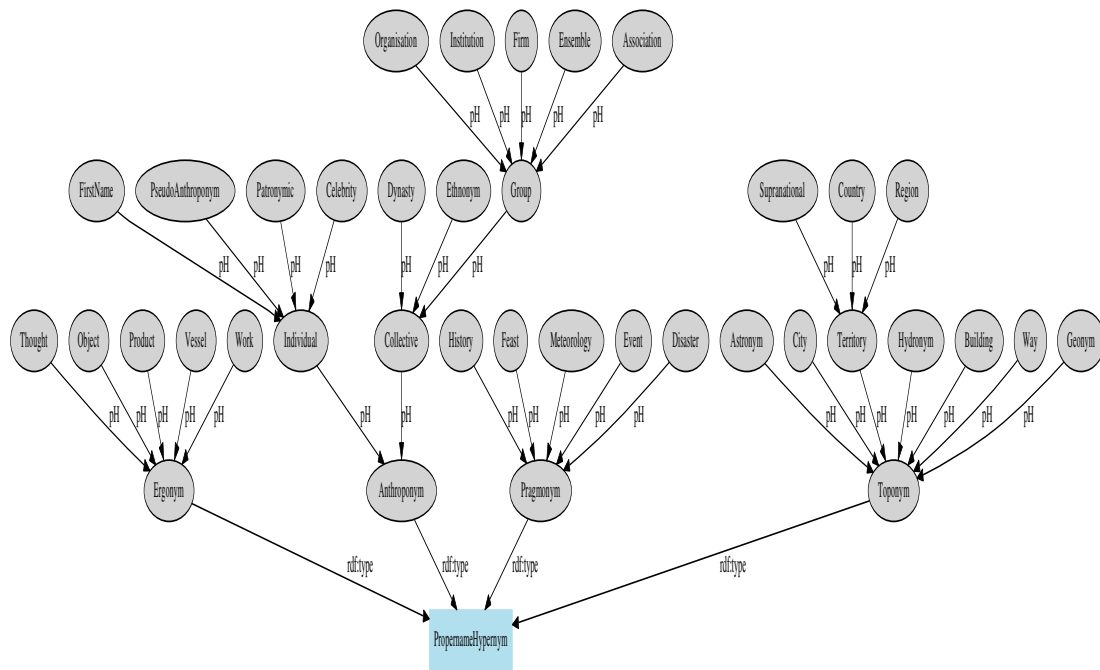 Organisation Institution Firm Ensemble Association
pH pH pH pH pH
FirstName PseudoAnthroponym Patronymic Celebrity Dynasty Ethnonym Group Supranational Country Region
pH pH pH pH pH pH pH pH pH pH
Thought Object Product Vessel Work Individual Collective History Feast Meteorology Event Disaster Astronym City Territory Hydronym Building Way Geonym
pH pH pH pH pH pH pH pH pH pH pH pH pH pH pH pH pH pH pH
Ergonym Anthroponym Pragmonym Toponym
rdf:type rdf:type rdf:type rdf:type
PropernameHypernym